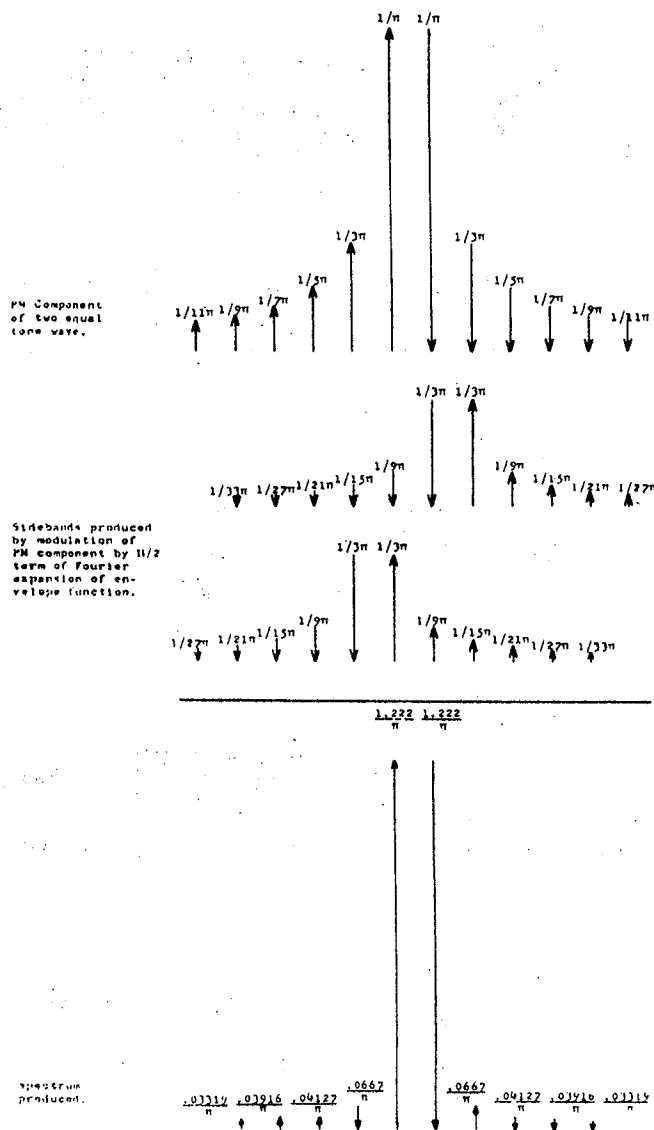 1/π 1/π
1/3π 1/3π
1/5π 1/5π
1/7π 1/7π
1/11π 1/9π 1/9π 1/11π
PM Component
of two equal
tone wave.
1/3π 1/3π
1/9π 1/9π
1/33π 1/27π 1/21π 1/15π 1/15π 1/21π 1/27π
Sidebands produced
by modulation of
PM component by H/2
term of Fourier
expansion of en-
velope function.
1/3π 1/3π
1/9π 1/9π
1/27π 1/21π 1/15π 1/15π 1/21π 1/27π 1/33π
1.222/π 1.222/π
Spectrum
produced.
.03319/π .03916/π .04127/π .0667/π .0667/π .04127/π .03916/π .03319/π